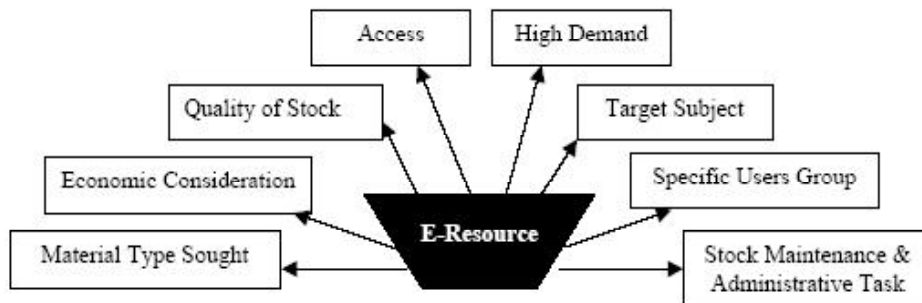 Access
High Demand
Quality of Stock
Target Subject
Economic Consideration
Specific Users Group
E-Resource
Material Type Sought
Stock Maintenance &
Administrative Task